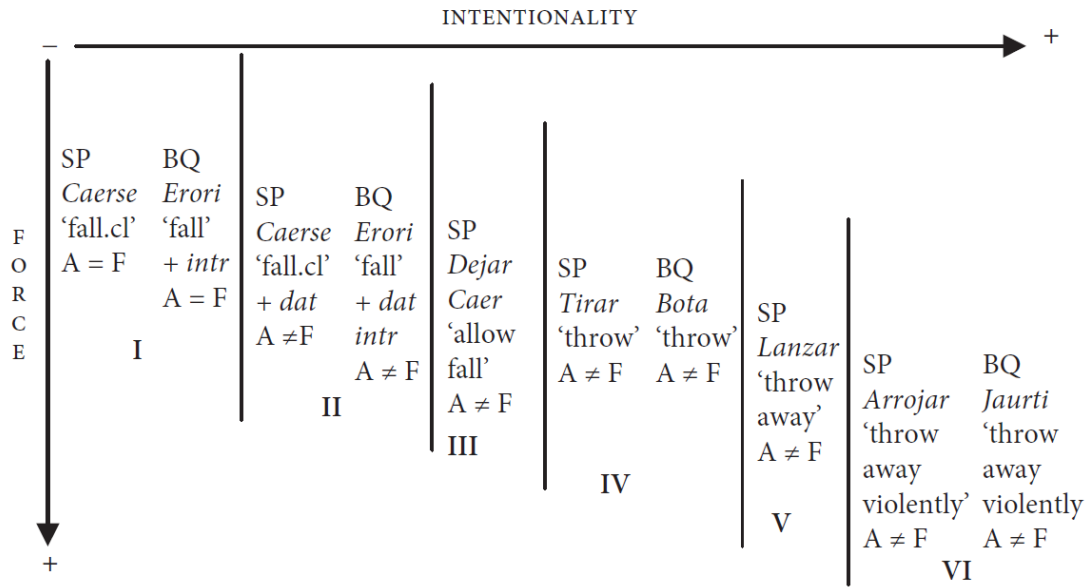 INTENTIONALITY
– +
F
O
R
C
E
+
SP
Caerse
‘fall.cl’
A = F
BQ
Erori
‘fall’
+ intr
A = F
I
SP
Caerse
‘fall.cl’
+ dat
A ≠F
BQ
Erori
‘fall’
+ dat
intr
A ≠ F
II
SP
Dejar
Caer
‘allow
fall’
A ≠ F
III
SP
Tirar
‘throw’
A ≠ F
BQ
Bota
‘throw’
A ≠ F
IV
SP
Lanzar
‘throw
away’
A ≠ F
V
SP
Arrojar
‘throw
away
violently’
A ≠ F
BQ
Jaurti
‘throw
away
violently
A ≠ F
VI